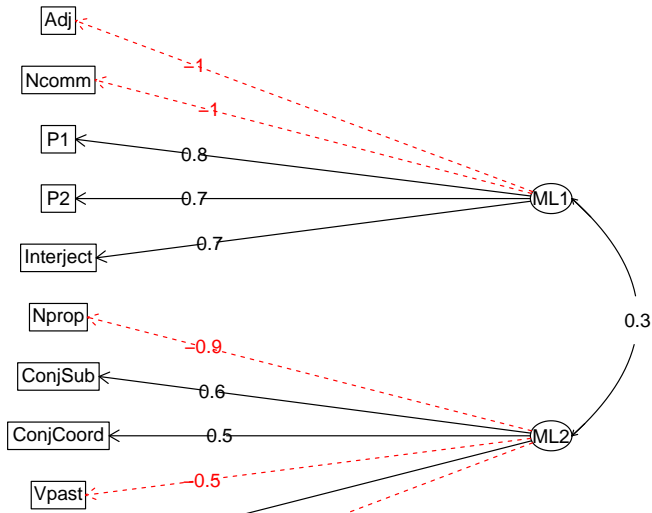 Adj
–1
Ncomm
–1
P1
0.8
P2
0.7
ML1
Interject
0.7
Nprop
0.3
–0.9
ConjSub
0.6
ConjCoord
0.5
ML2
Vpast
–0.5